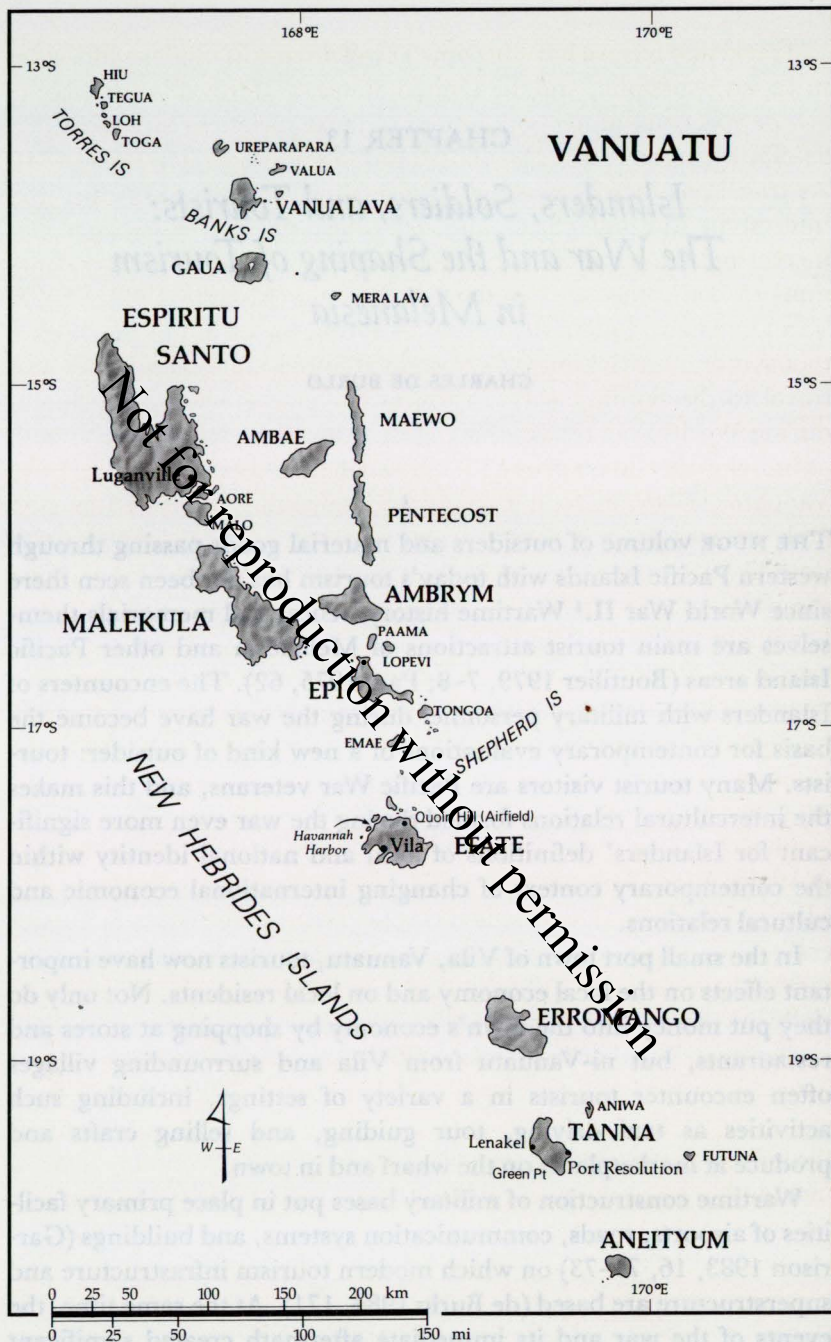 168°E 170°E
13°S 13°S
HIU
TEGUA
LOH
TOGA
TORRES IS
UREPARAPARA
VANUATU
VALUA
VANUA LAVA
BANKS IS
GAUA
MERA LAVA
ESPIRITU
SANTO
15°S 15°S
MAEWO
AMBAE
Luganville
AORE
MALO
PENTECOST
AMBRYM
MALEKULA
PAAMA
LOPEVI
EPI
TONGOA
SHEPHERD IS
17°S 17°S
EMAE
Quoin Hill (Airfield)
Havannah
Harbor
Vila
EFATE
NEW HEBRIDES ISLANDS
ERROMANGO
19°S 19°S
ANIWA
TANNA
Lenakel
FUTUNA
Port Resolution
Green Pt
W E
ANEITYUM
170°E
0 25 50 100 150 200 km
0 25 50 100 150 mi
Not for reproduction without permission